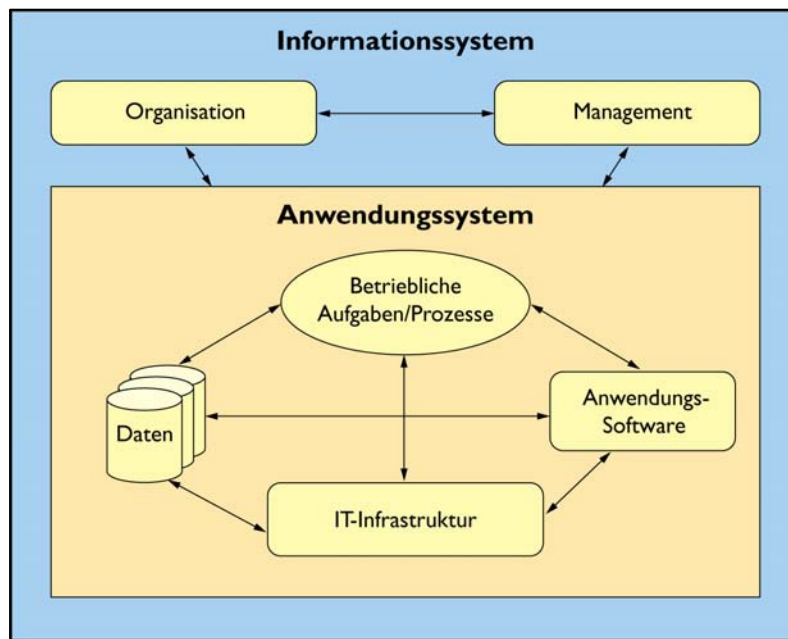 Informationssystem
Organisation
Management
Anwendungssystem
Betriebliche
Aufgaben/Prozesse
Daten
Anwendungs-
Software
IT-Infrastruktur